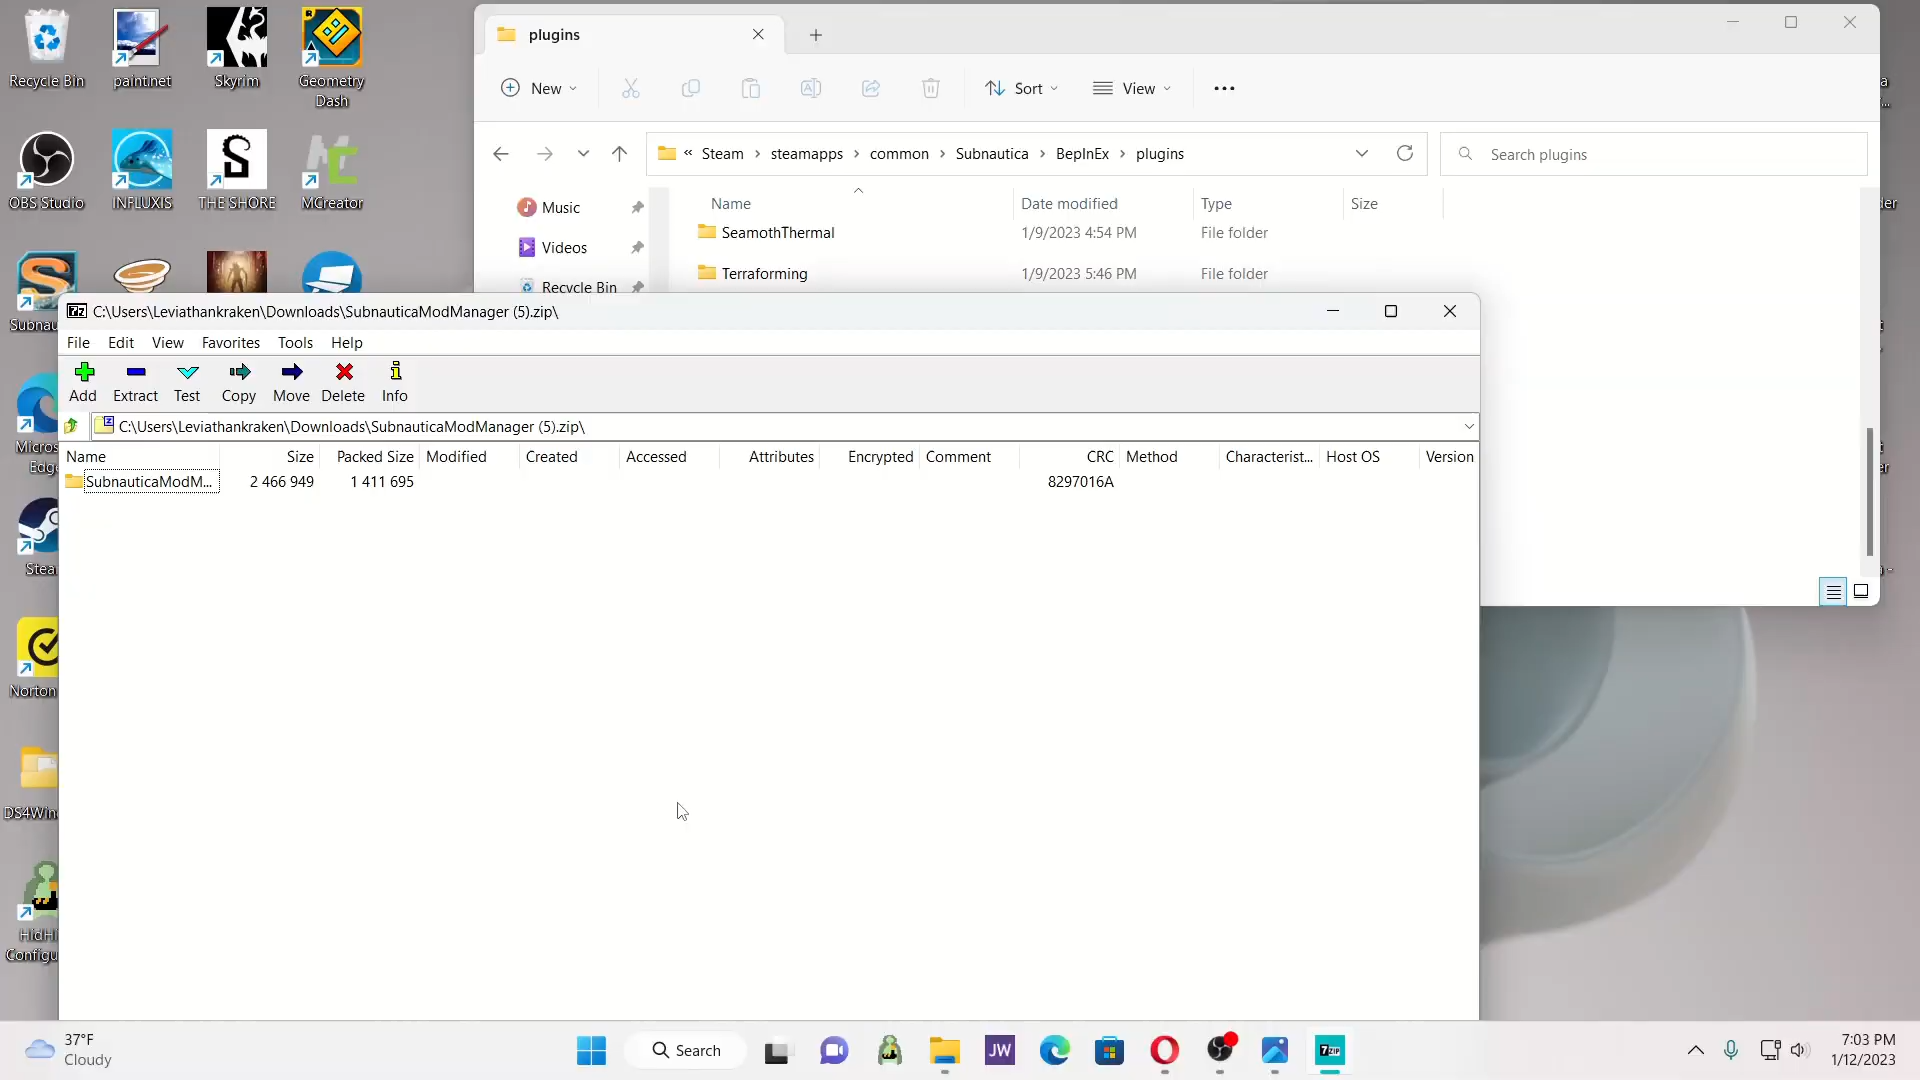 Recycle Bin
paint.net
Skyrim
Geometry
Dash
OBS Studio
INFLUXIS
THE SHORE
MCreator
Subnau
Micros
Edge
Stea
Norton
DS4Win
HidHi
Configu
plugins
New
Sort
View
« Steam > steamapps > common > Subnautica > BepInEx > plugins
Search plugins
Music
Videos
Recycle Bin
Name Date modified Type Size
SeamothThermal 1/9/2023 4:54 PM File folder
Terraforming 1/9/2023 5:46 PM File folder
7z C:\Users\Leviathankraken\Downloads\SubnauticaModManager (5).zip\
File Edit View Favorites Tools Help
Add Extract Test Copy Move Delete Info
C:\Users\Leviathankraken\Downloads\SubnauticaModManager (5).zip\
Name Size Packed Size Modified Created Accessed Attributes Encrypted Comment CRC Method Characterist... Host OS Version
SubnauticaModM... 2 466 949 1 411 695 8297016A
37°F
Cloudy
Search
JW
7ZIP
7:03 PM
1/12/2023